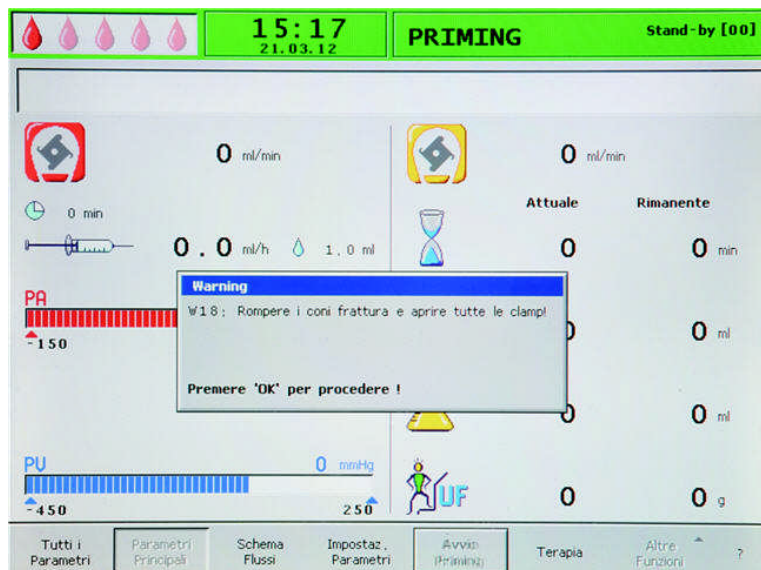 15:17
21.03.12
PRIMING
Stand-by [00]
0 ml/min
0 ml/min
0 min
Attuale Rimanente
0.0 ml/h 1.0 ml
0 0 min
Warning
W18: Rompere i coni frattura e aprire tutte le clamp!
Premere 'OK' per procedere !
PA
-150
0 ml
0 ml
PV 0 mmHg
-450 250
UF
0 0 g
Tutti i Parametri
Parametri Principali
Schema Flussi
Impostaz. Parametri
Avvio Priming
Terapia
Altre Funzioni
?